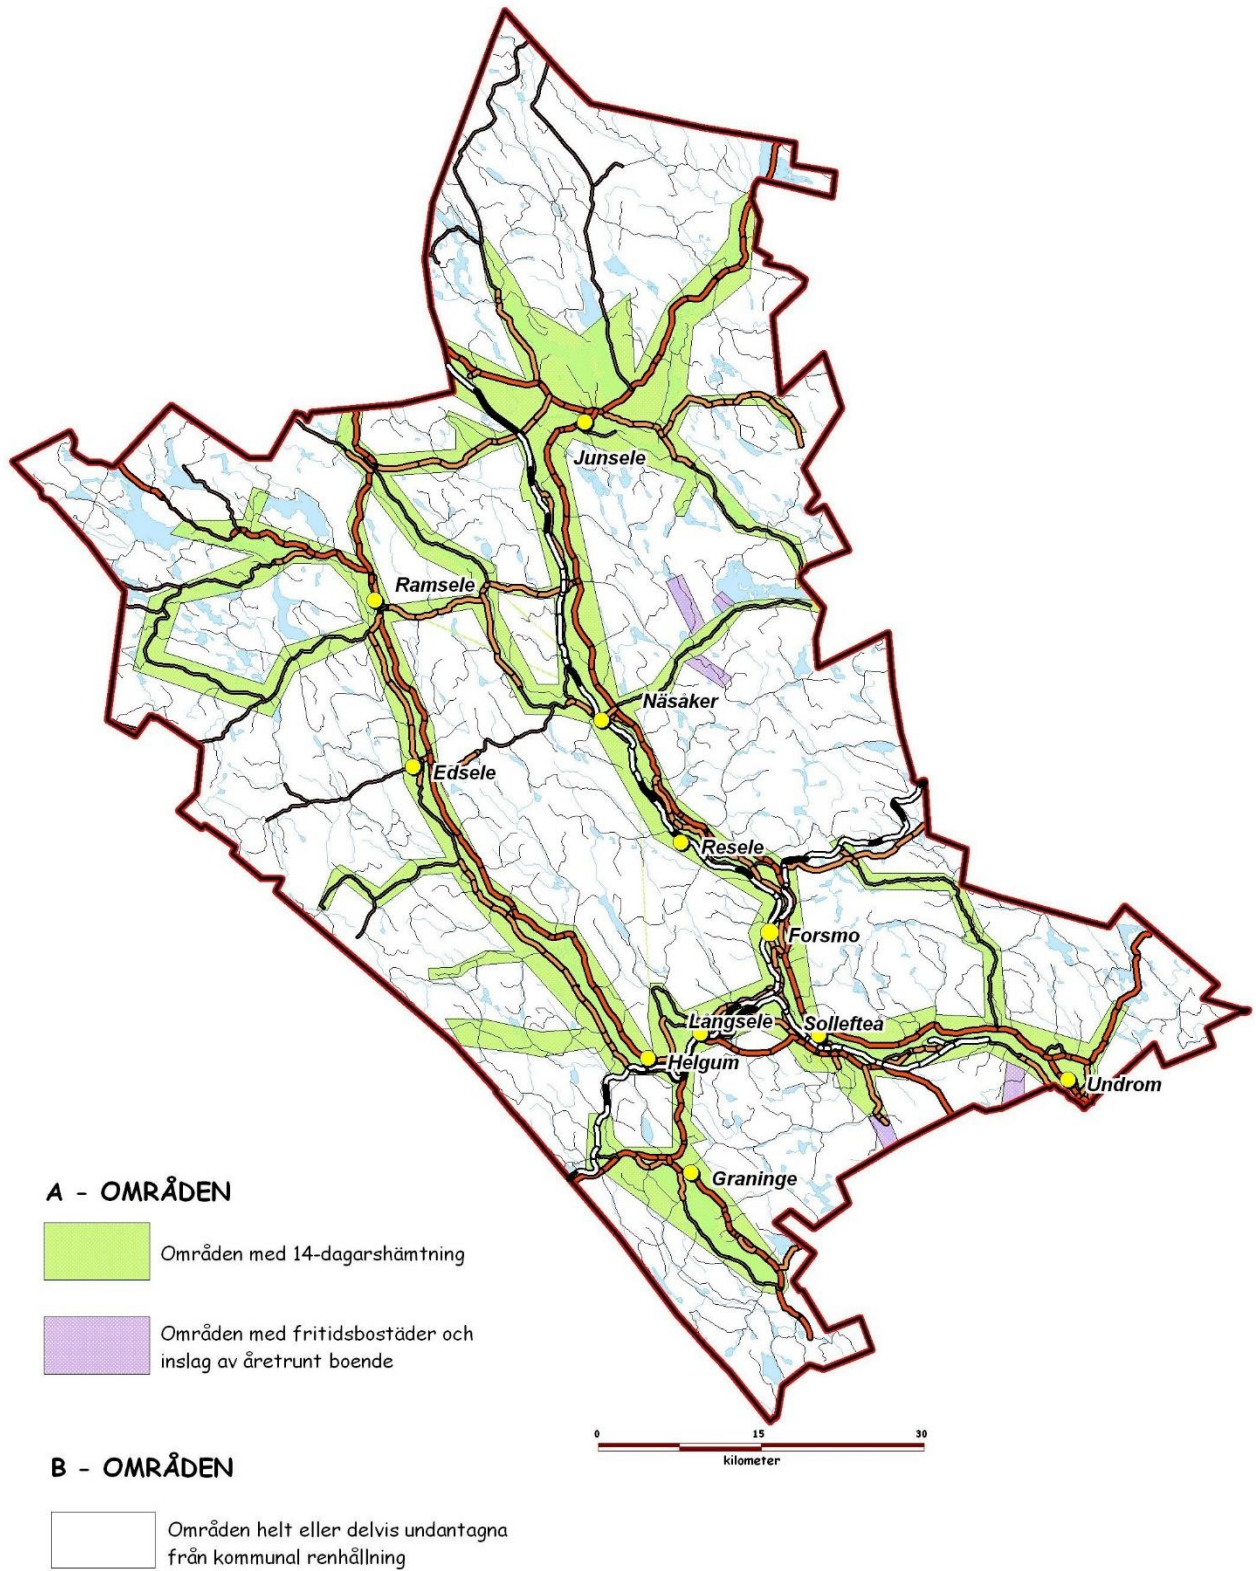 Junsele
Ramsele
Näsåker
Edsele
Resele
Forsmo
Långsele
Sollefteå
Helgum
Undrom
Graninge
A - OMRÅDEN
Områden med 14-dagarshämtning
Områden med fritidsbostäder och
inslag av åretrunt boende
0 15 30
kilometer
B - OMRÅDEN
Områden helt eller delvis undantagna
från kommunal renhållning